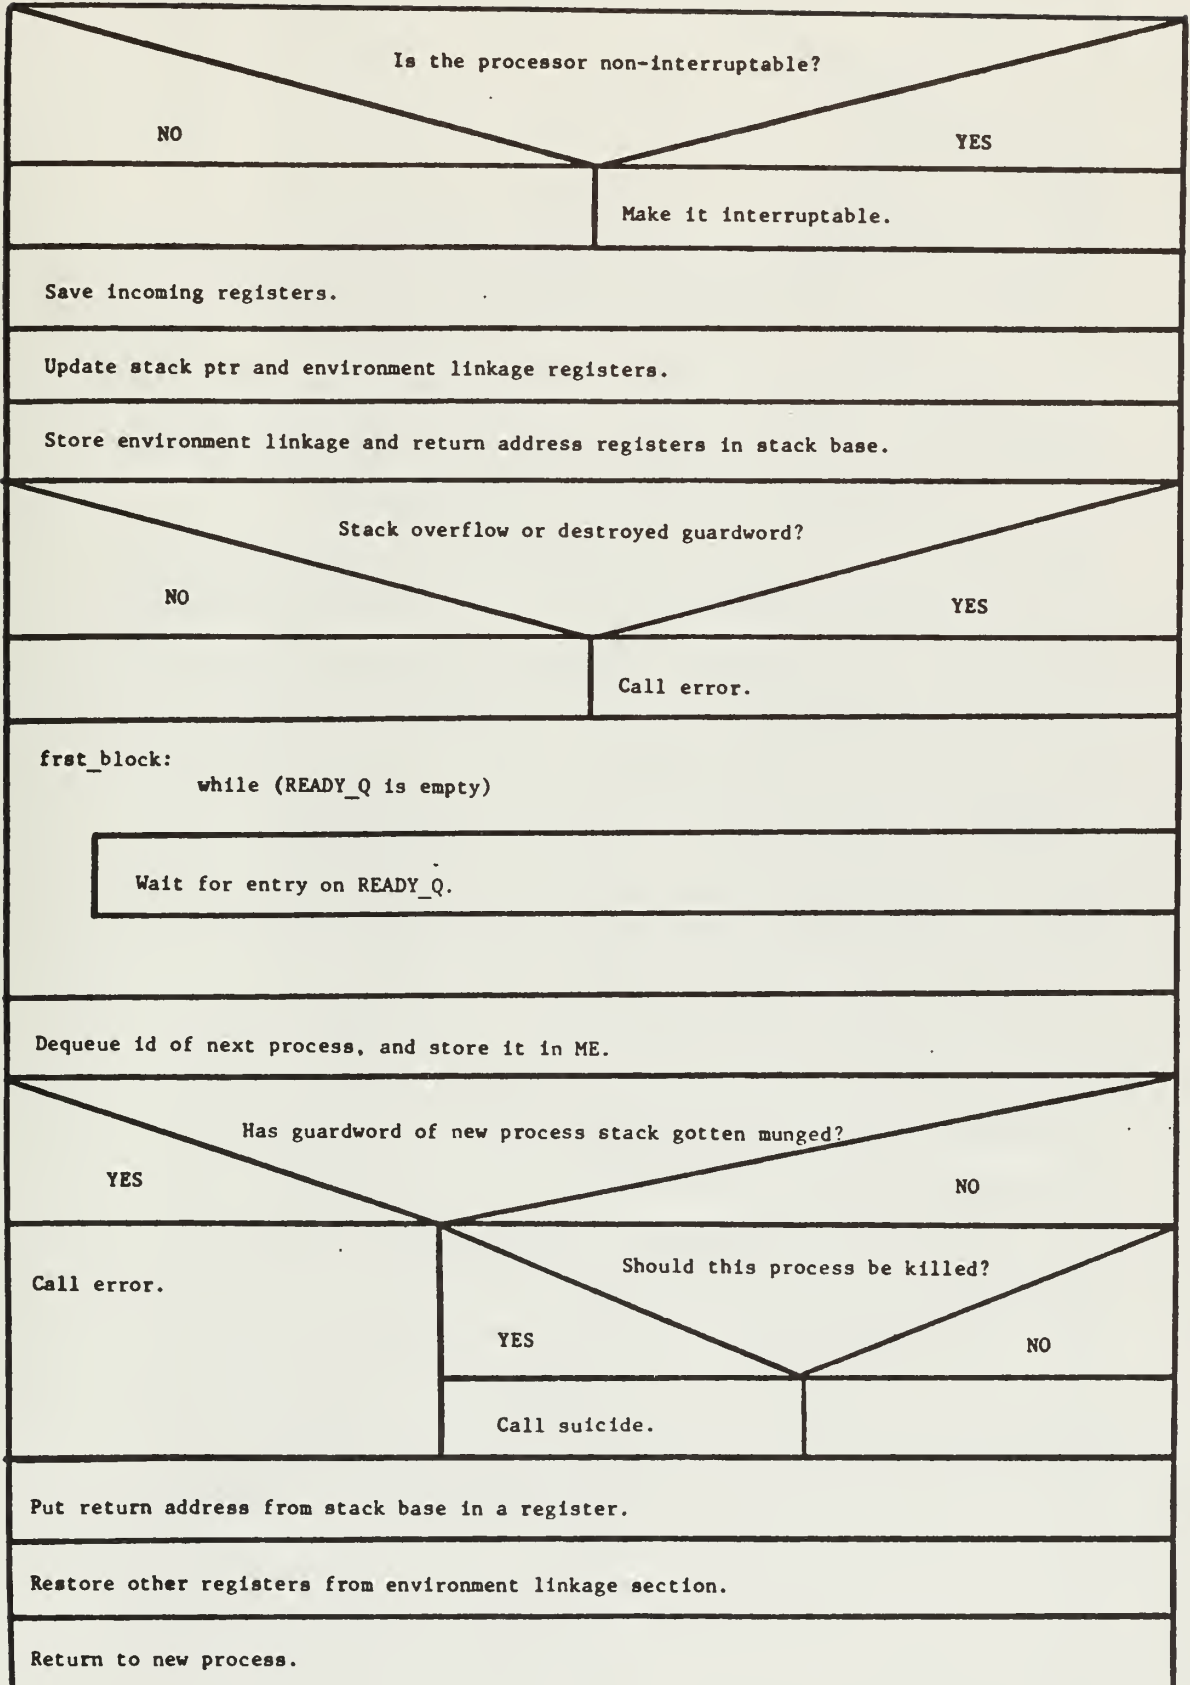 Is the processor non-interruptable?
NO
YES
Make it interruptable.
Save incoming registers.
Update stack ptr and environment linkage registers.
Store environment linkage and return address registers in stack base.
Stack overflow or destroyed guardword?
NO
YES
Call error.
frst_block:
while (READY_Q is empty)
Wait for entry on READY_Q.
Dequeue id of next process, and store it in ME.
Has guardword of new process stack gotten munged?
YES
NO
Call error.
Should this process be killed?
YES
NO
Call suicide.
Put return address from stack base in a register.
Restore other registers from environment linkage section.
Return to new process.